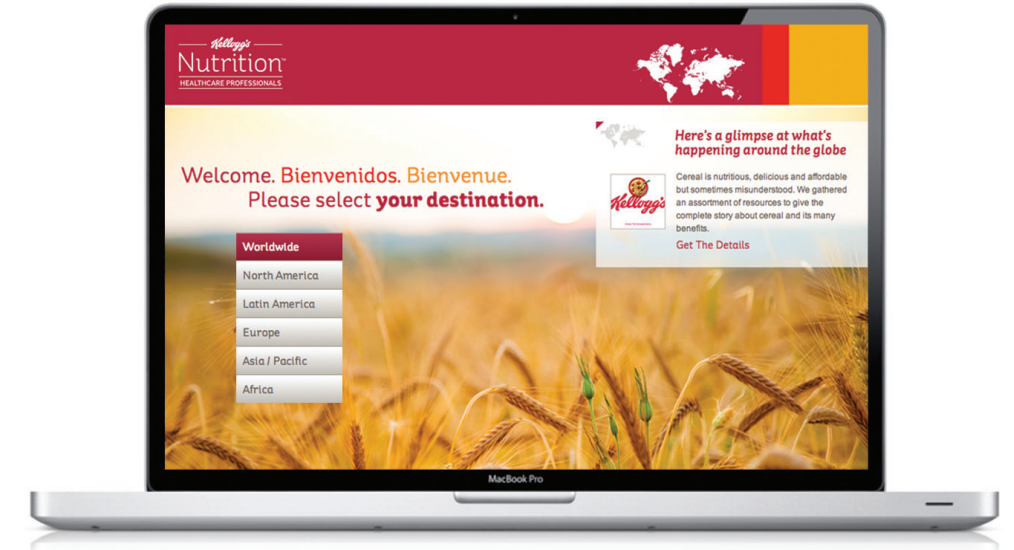 Kellogg's
Nutrition™
HEALTHCARE PROFESSIONALS
Welcome. Bienvenidos. Bienvenue.
Please select your destination.
Worldwide
North America
Latin America
Europe
Asia / Pacific
Africa
Here's a glimpse at what's
happening around the globe
Kellogg's
Cereal is nutritious, delicious and affordable
but sometimes misunderstood. We gathered
an assortment of resources to give the
complete story about cereal and its many
benefits.
Get The Details
MacBook Pro